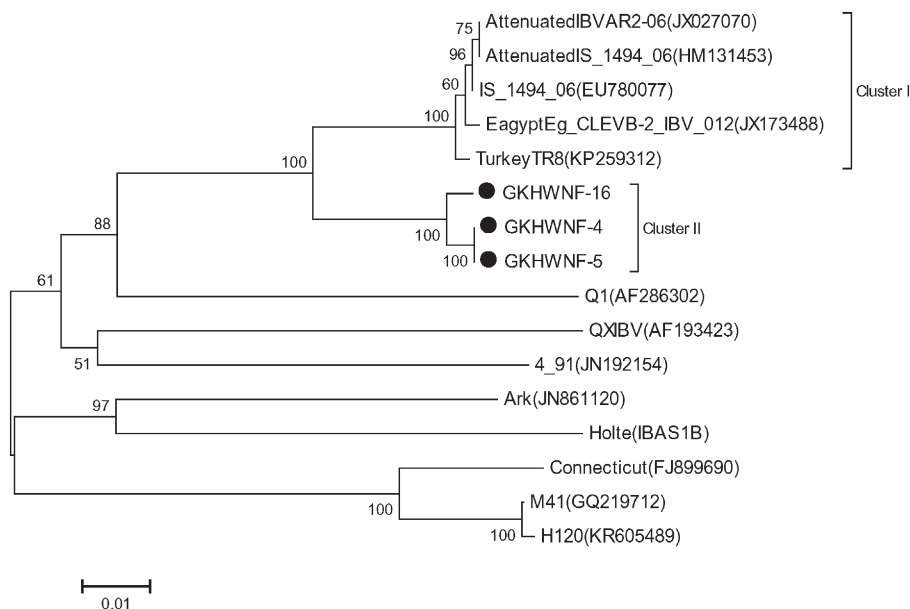 AttenuatedIBVAR2-06(JX027070)
75
AttenuatedIS_1494_06(HM131453)
96
IS_1494_06(EU780077)
Cluster I
60
EagyptEg_CLEVB-2_IBV_012(JX173488)
100
TurkeyTR8(KP259312)
100
GKHWNF-16
GKHWNF-4
Cluster II
100
GKHWNF-5
100
88
Q1(AF286302)
61
QXIBV(AF193423)
51
4_91(JN192154)
Ark(JN861120)
97
Holte(IBAS1B)
Connecticut(FJ899690)
100
M41(GQ219712)
100
H120(KR605489)
0.01